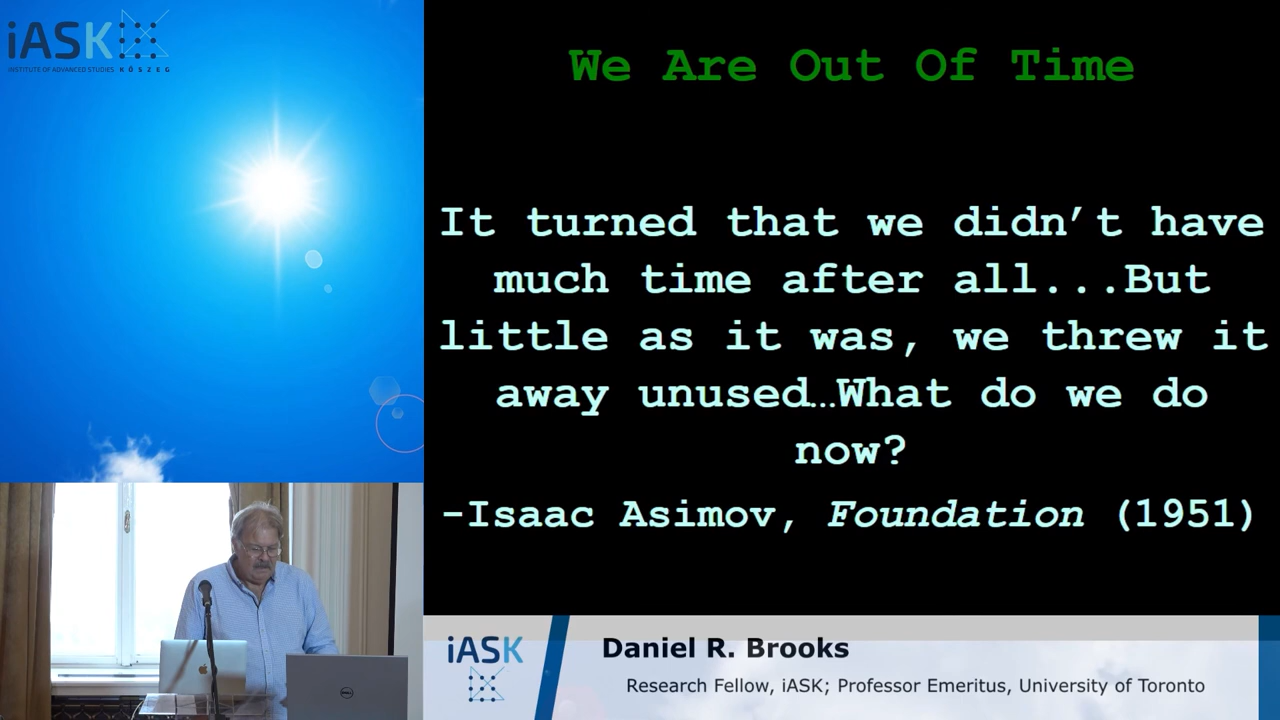 iASK
INSTITUTE OF ADVANCED STUDIES KŐSZEG
We Are Out Of Time
It turned that we didn’t have
much time after all...But
little as it was, we threw it
away unused…What do we do
now?
-Isaac Asimov, Foundation (1951)
iASK
Daniel R. Brooks
Research Fellow, iASK; Professor Emeritus, University of Toronto
DELL